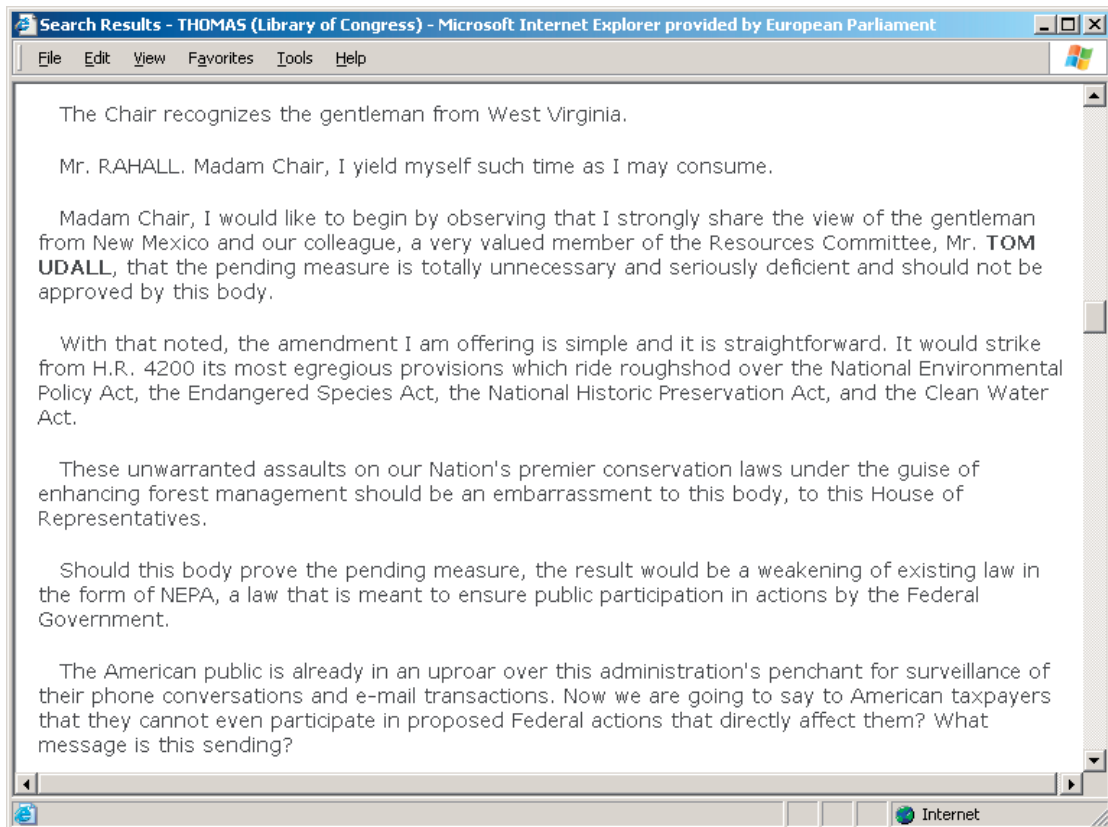 Search Results - THOMAS (Library of Congress) - Microsoft Internet Explorer provided by European Parliament
File Edit View Favorites Tools Help
The Chair recognizes the gentleman from West Virginia.
Mr. RAHALL. Madam Chair, I yield myself such time as I may consume.
Madam Chair, I would like to begin by observing that I strongly share the view of the gentleman
from New Mexico and our colleague, a very valued member of the Resources Committee, Mr. TOM
UDALL, that the pending measure is totally unnecessary and seriously deficient and should not be
approved by this body.
With that noted, the amendment I am offering is simple and it is straightforward. It would strike
from H.R. 4200 its most egregious provisions which ride roughshod over the National Environmental
Policy Act, the Endangered Species Act, the National Historic Preservation Act, and the Clean Water
Act.
These unwarranted assaults on our Nation's premier conservation laws under the guise of
enhancing forest management should be an embarrassment to this body, to this House of
Representatives.
Should this body prove the pending measure, the result would be a weakening of existing law in
the form of NEPA, a law that is meant to ensure public participation in actions by the Federal
Government.
The American public is already in an uproar over this administration's penchant for surveillance of
their phone conversations and e-mail transactions. Now we are going to say to American taxpayers
that they cannot even participate in proposed Federal actions that directly affect them? What
message is this sending?
Internet